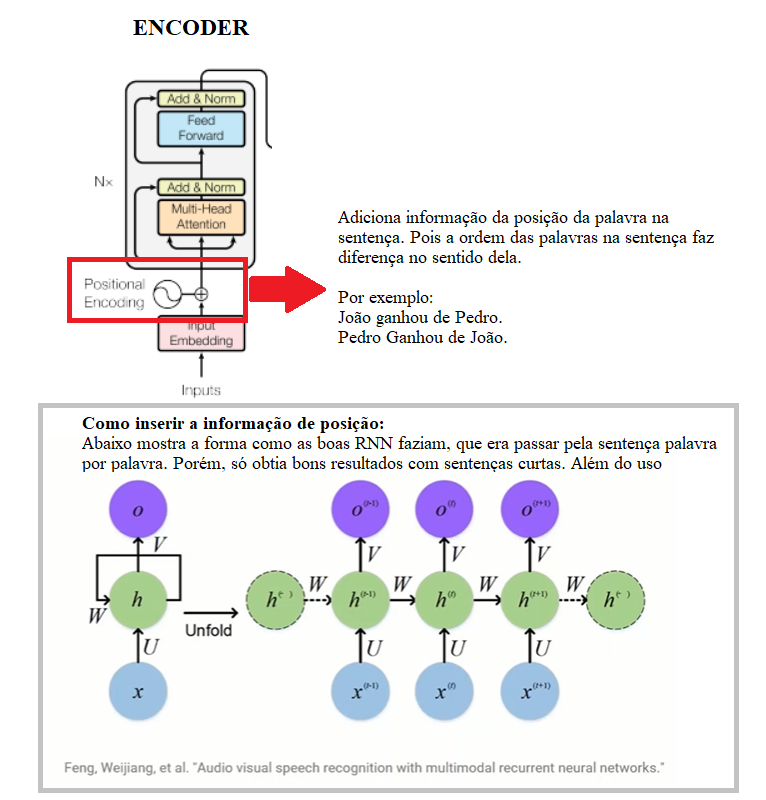 ENCODER
Add & Norm
Feed
Forward
Nx
Add & Norm
Multi-Head
Attention
Positional
Encoding
Input
Embedding
Inputs
Adiciona informação da posição da palavra na
sentença. Pois a ordem das palavras na sentença faz
diferença no sentido dela.
Por exemplo:
João ganhou de Pedro.
Pedro Ganhou de João.
Como inserir a informação de posição:
Abaixo mostra a forma como as boas RNN faziam, que era passar pela sentença palavra
por palavra. Porém, só obtia bons resultados com sentenças curtas. Além do uso
o o(t-1) o(t) o(t+1)
V V V V
W W W W
h h( ) h(t-1) h(t) h(t+1) h( )
W
Unfold
U U U U
x x(t-1) x(t) x(t+1)
Feng, Weijiang, et al. "Audio visual speech recognition with multimodal recurrent neural networks."